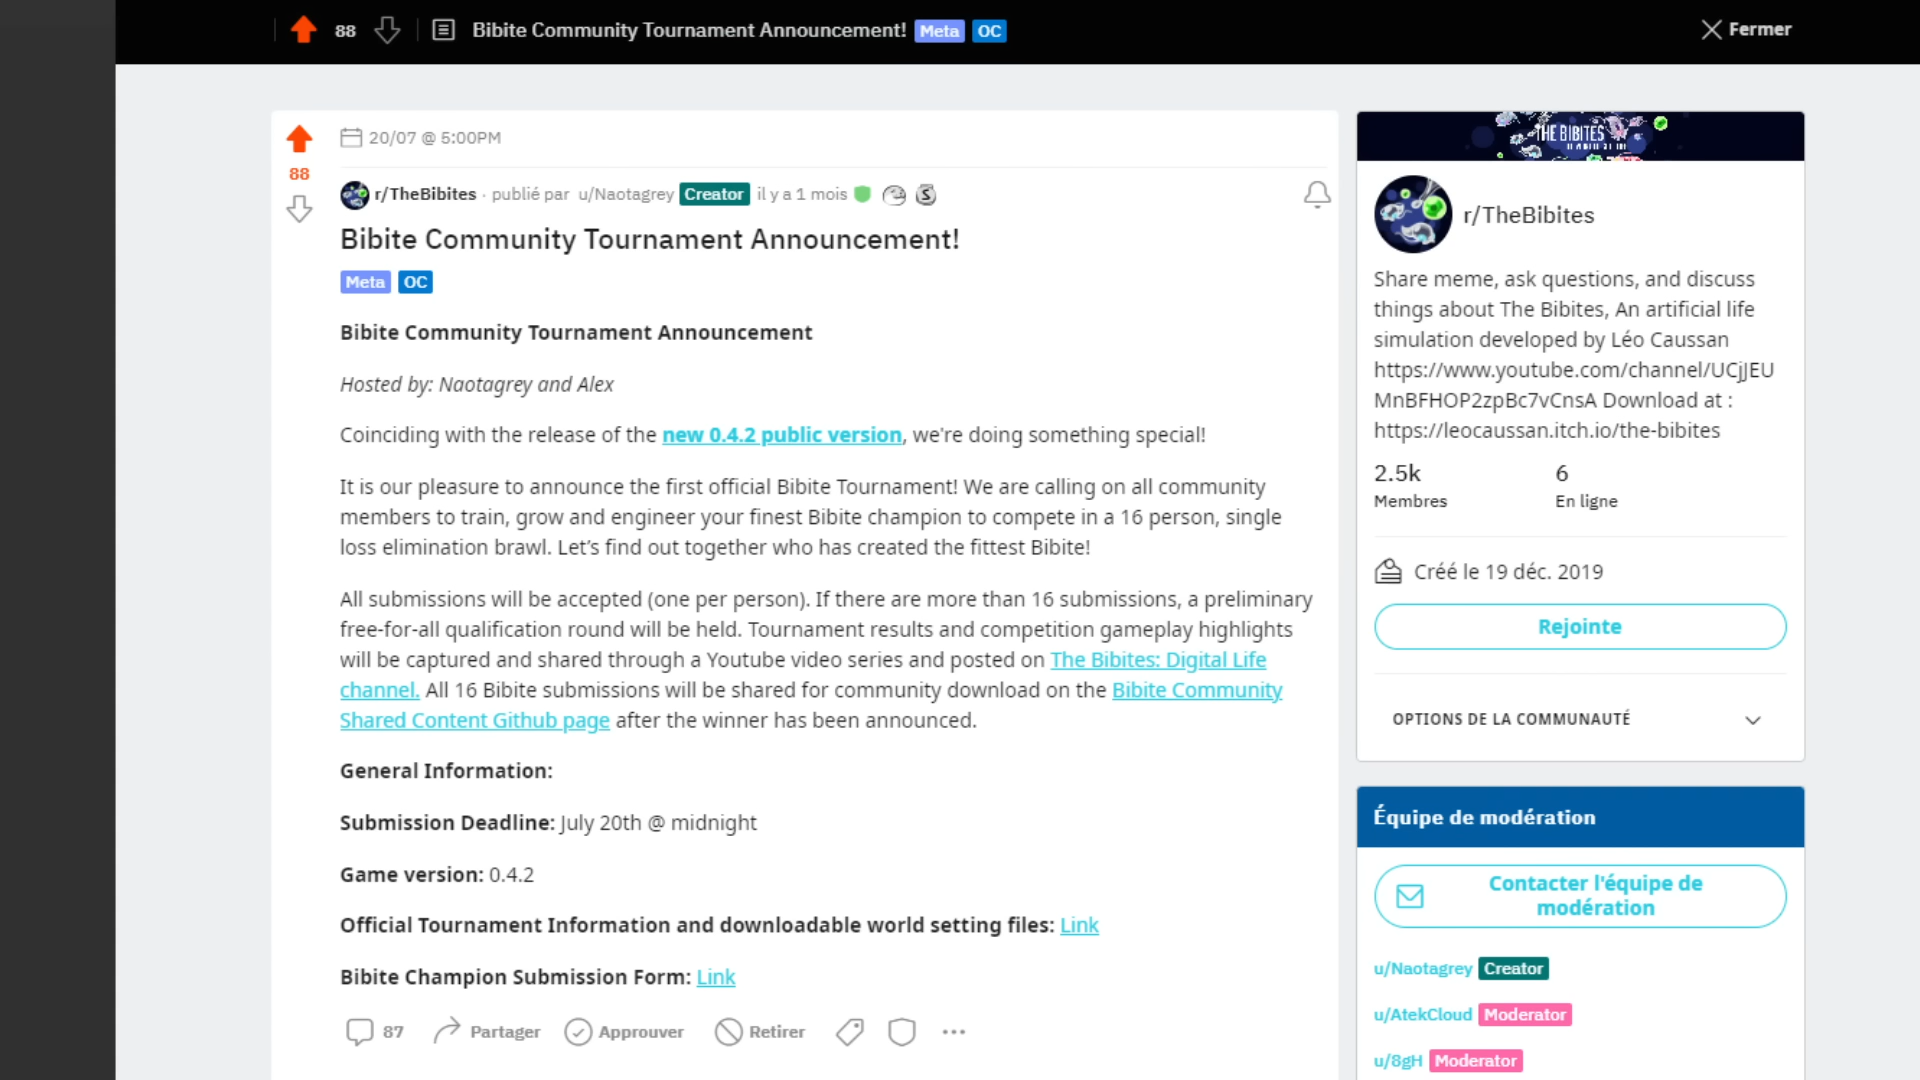 88 Bibite Community Tournament Announcement! Meta OC Fermer
20/07 @ 5:00PM
88
r/TheBibites · publié par u/Naotagrey Creator il y a 1 mois
Bibite Community Tournament Announcement!
Meta OC
Bibite Community Tournament Announcement
Hosted by: Naotagrey and Alex
Coinciding with the release of the new 0.4.2 public version, we're doing something special!
It is our pleasure to announce the first official Bibite Tournament! We are calling on all community
members to train, grow and engineer your finest Bibite champion to compete in a 16 person, single
loss elimination brawl. Let's find out together who has created the fittest Bibite!
All submissions will be accepted (one per person). If there are more than 16 submissions, a preliminary
free-for-all qualification round will be held. Tournament results and competition gameplay highlights
will be captured and shared through a Youtube video series and posted on The Bibites: Digital Life
channel. All 16 Bibite submissions will be shared for community download on the Bibite Community
Shared Content Github page after the winner has been announced.
General Information:
Submission Deadline: July 20th @ midnight
Game version: 0.4.2
Official Tournament Information and downloadable world setting files: Link
Bibite Champion Submission Form: Link
87 Partager Approuver Retirer
THE BIBITES
r/TheBibites
Share meme, ask questions, and discuss
things about The Bibites, An artificial life
simulation developed by Léo Caussan
https://www.youtube.com/channel/UCjJEU
MnBFHOP2zpBc7vCnsA Download at :
https://leocaussan.itch.io/the-bibites
2.5k 6
Membres En ligne
Créé le 19 déc. 2019
Rejointe
OPTIONS DE LA COMMUNAUTÉ
Équipe de modération
Contacter l'équipe de
modération
u/Naotagrey Creator
u/AtekCloud Moderator
u/8gH Moderator